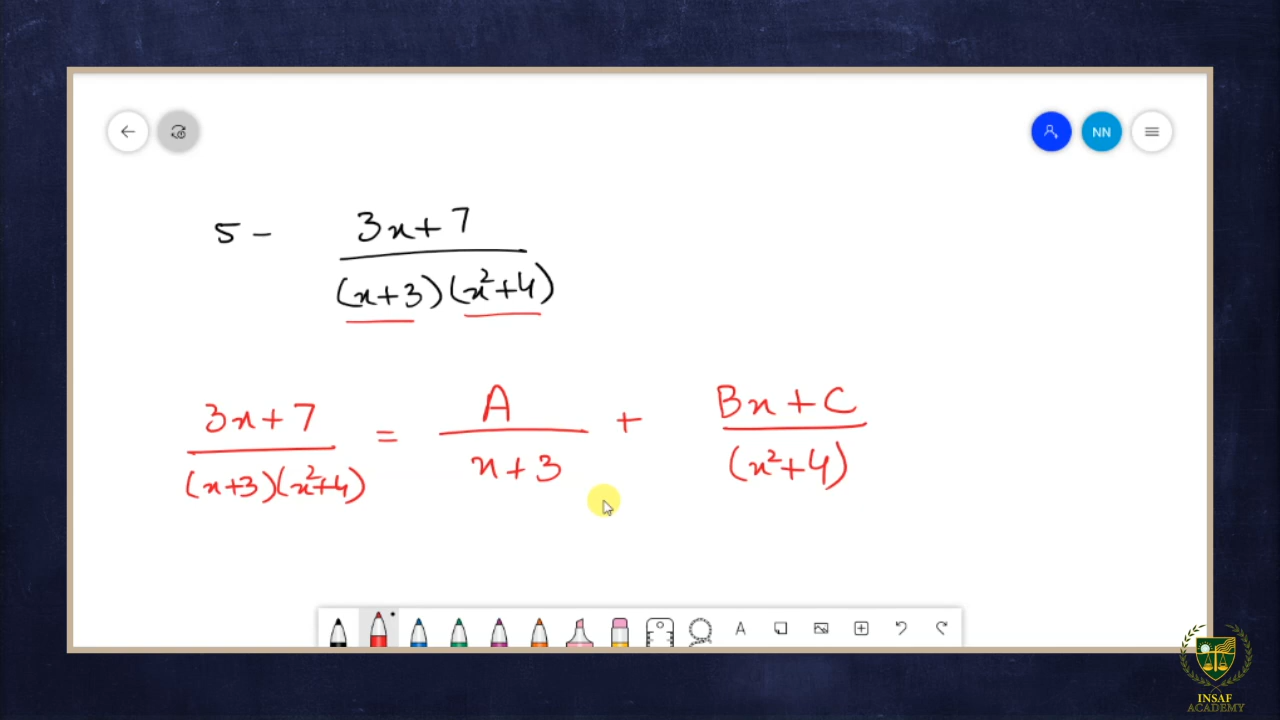 NN
5 - 3x+7
(x+3)(x²+4)
3x+7 = A + Bx+C
(x+3)(x²+4) x+3 (x²+4)
A
INSAF
ACADEMY